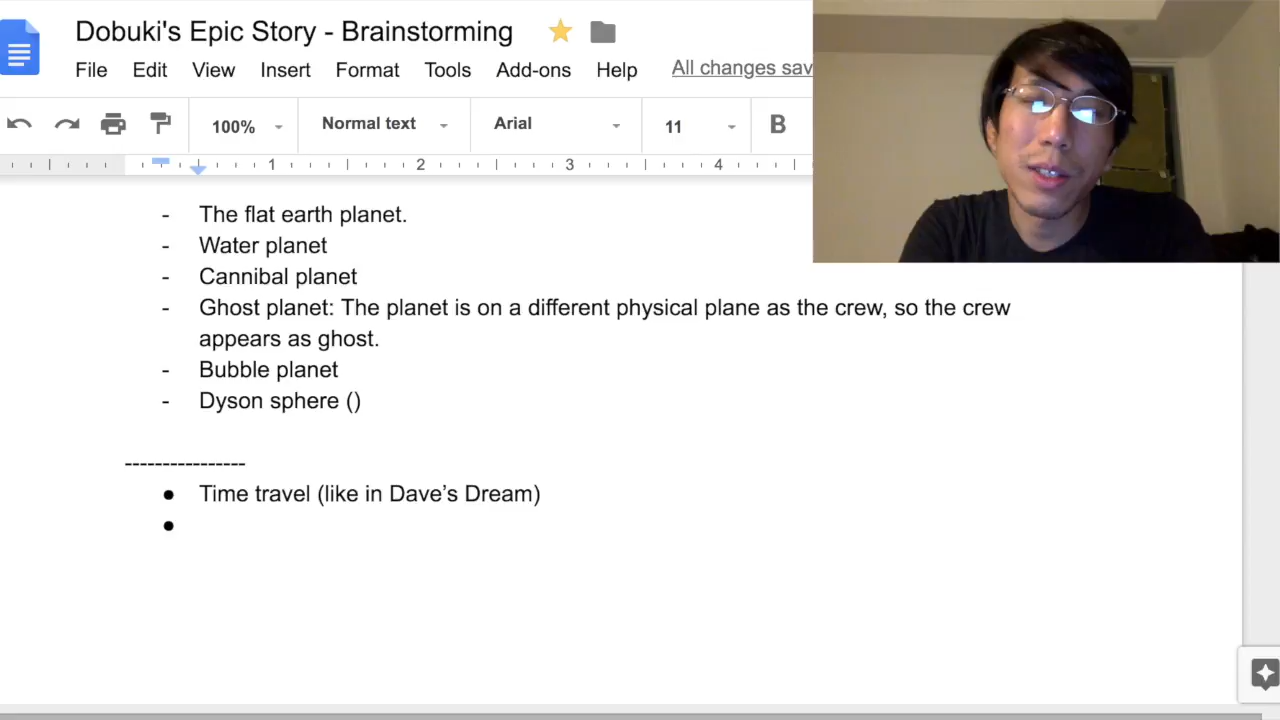 Dobuki's Epic Story - Brainstorming
File Edit View Insert Format Tools Add-ons Help All changes sav
100% Normal text Arial 11 B
1 2 3 4
- The flat earth planet.
- Water planet
- Cannibal planet
- Ghost planet: The planet is on a different physical plane as the crew, so the crew
appears as ghost.
- Bubble planet
- Dyson sphere ()
----------------
● Time travel (like in Dave’s Dream)
●